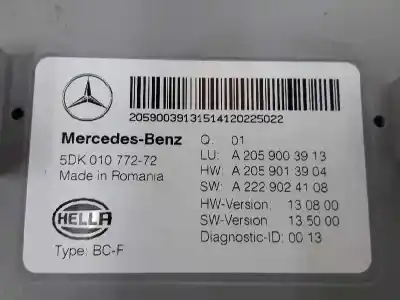 20590039131514120225022
Mercedes-Benz Q: 01
5DK 010 772-72 LU: A 205 900 39 13
Made in Romania HW: A 205 901 39 04
SW: A 222 902 41 08
HELLA HW-Version: 13 08 00
SW-Version 13 50 00
Type: BC-F Diagnostic-ID: 00 13